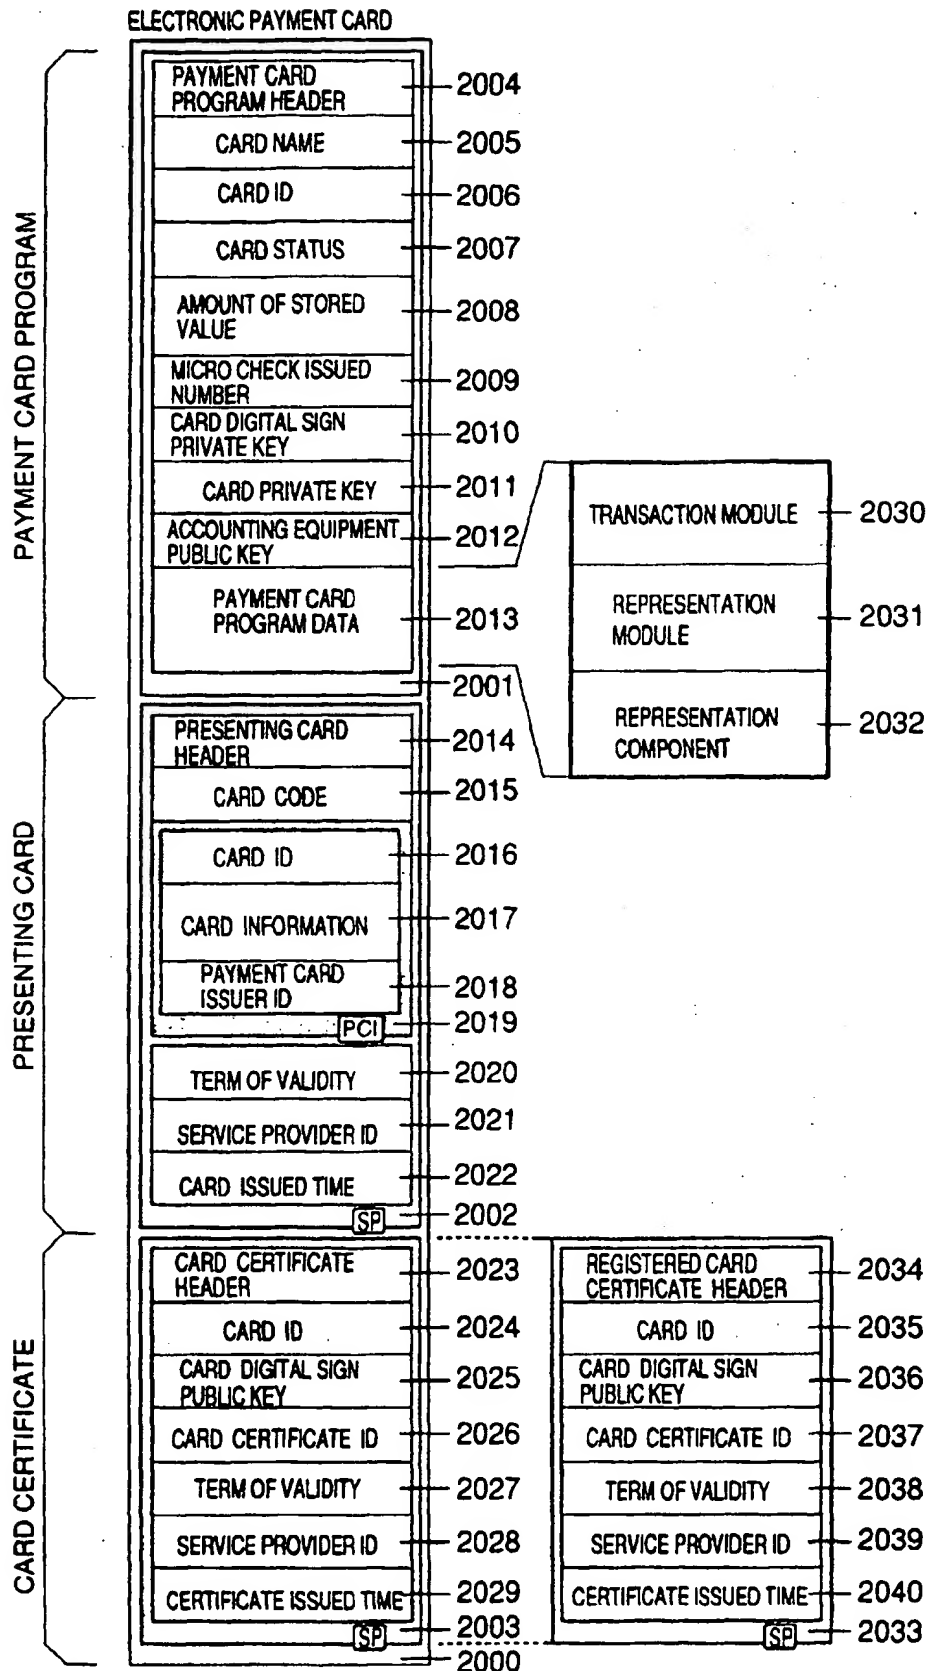 ELECTRONIC PAYMENT CARD
PAYMENT CARD PROGRAM
PAYMENT CARD
PROGRAM HEADER
2004
CARD NAME
2005
CARD ID
2006
CARD STATUS
2007
AMOUNT OF STORED
VALUE
2008
MICRO CHECK ISSUED
NUMBER
2009
CARD DIGITAL SIGN
PRIVATE KEY
2010
CARD PRIVATE KEY
2011
ACCOUNTING EQUIPMENT
PUBLIC KEY
2012
PAYMENT CARD
PROGRAM DATA
2013
2001
TRANSACTION MODULE
2030
REPRESENTATION
MODULE
2031
REPRESENTATION
COMPONENT
2032
PRESENTING CARD
PRESENTING CARD
HEADER
2014
CARD CODE
2015
CARD ID
2016
CARD INFORMATION
2017
PAYMENT CARD
ISSUER ID
2018
PCI
2019
TERM OF VALIDITY
2020
SERVICE PROVIDER ID
2021
CARD ISSUED TIME
2022
SP
2002
CARD CERTIFICATE
CARD CERTIFICATE
HEADER
2023
CARD ID
2024
CARD DIGITAL SIGN
PUBLIC KEY
2025
CARD CERTIFICATE ID
2026
TERM OF VALIDITY
2027
SERVICE PROVIDER ID
2028
CERTIFICATE ISSUED TIME
2029
SP
2003
2000
REGISTERED CARD
CERTIFICATE HEADER
2034
CARD ID
2035
CARD DIGITAL SIGN
PUBLIC KEY
2036
CARD CERTIFICATE ID
2037
TERM OF VALIDITY
2038
SERVICE PROVIDER ID
2039
CERTIFICATE ISSUED TIME
2040
SP
2033